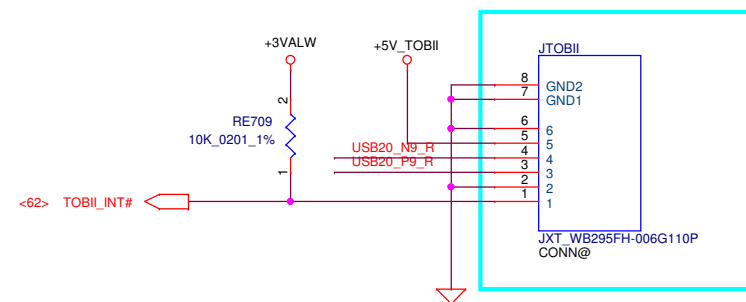 +3VALW
+5V_TOBII
JTOBII
2
RE709
10K_0201_1%
1
USB20_N9_R
USB20_P9_R
<62> TOBII_INT#
8 GND2
7 GND1
6 6
5 5
4 4
3 3
2 2
1 1
JXT_WB295FH-006G110P
CONN@